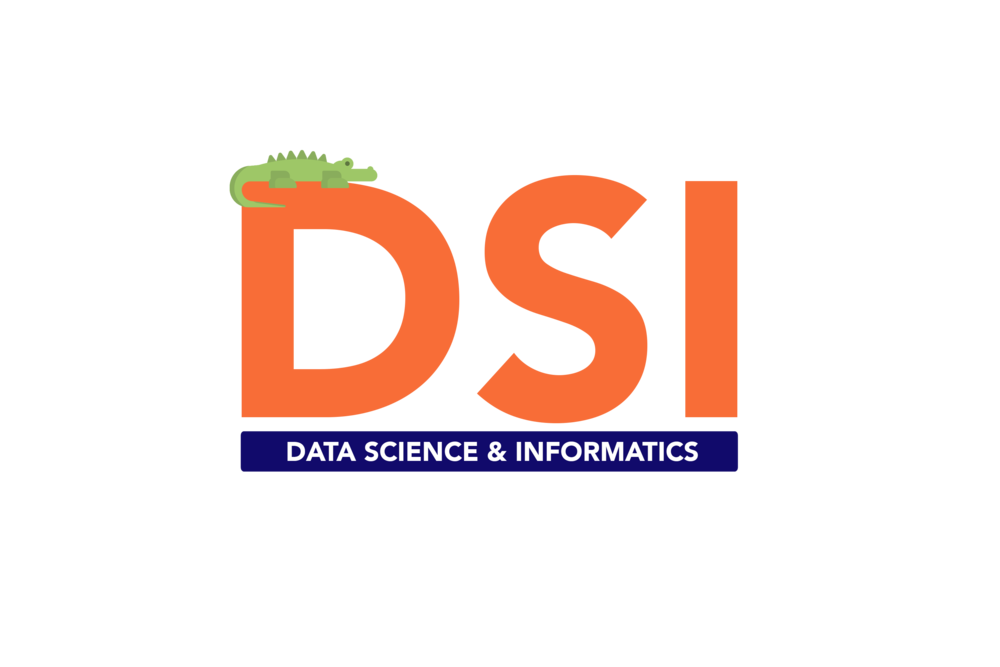 DSI
DATA SCIENCE & INFORMATICS